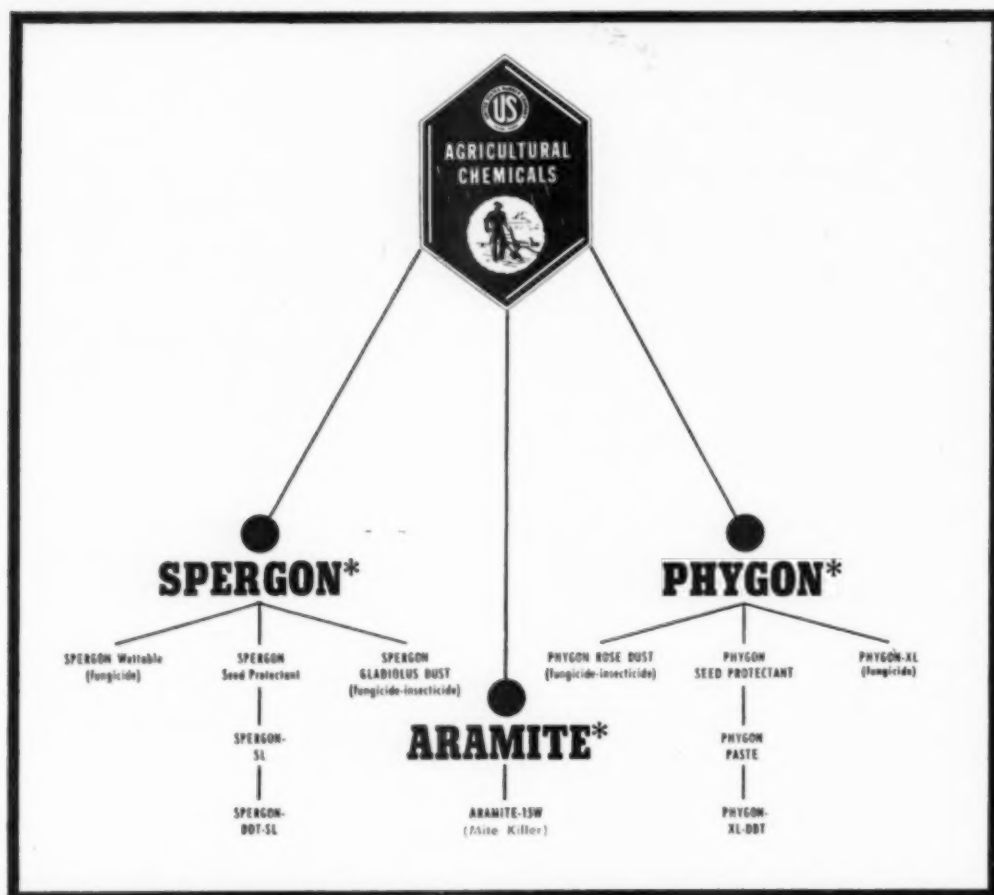 US
AGRICULTURAL
CHEMICALS
SPERGON*
SPERGON Wettable
(fungicide)
SPERGON
Seed Protectant
SPERGON
GLADIOLUS DUST
(fungicide-insecticide)
SPERGON-
SL
SPERGON-
DDT-SL
ARAMITE*
ARAMITE-15W
(Mite Killer)
PHYGON*
PHYGON ROSE DUST
(fungicide-insecticide)
PHYGON
SEED PROTECTANT
PHYGON-XL
(fungicide)
PHYGON
PASTE
PHYGON-
XL-DDT